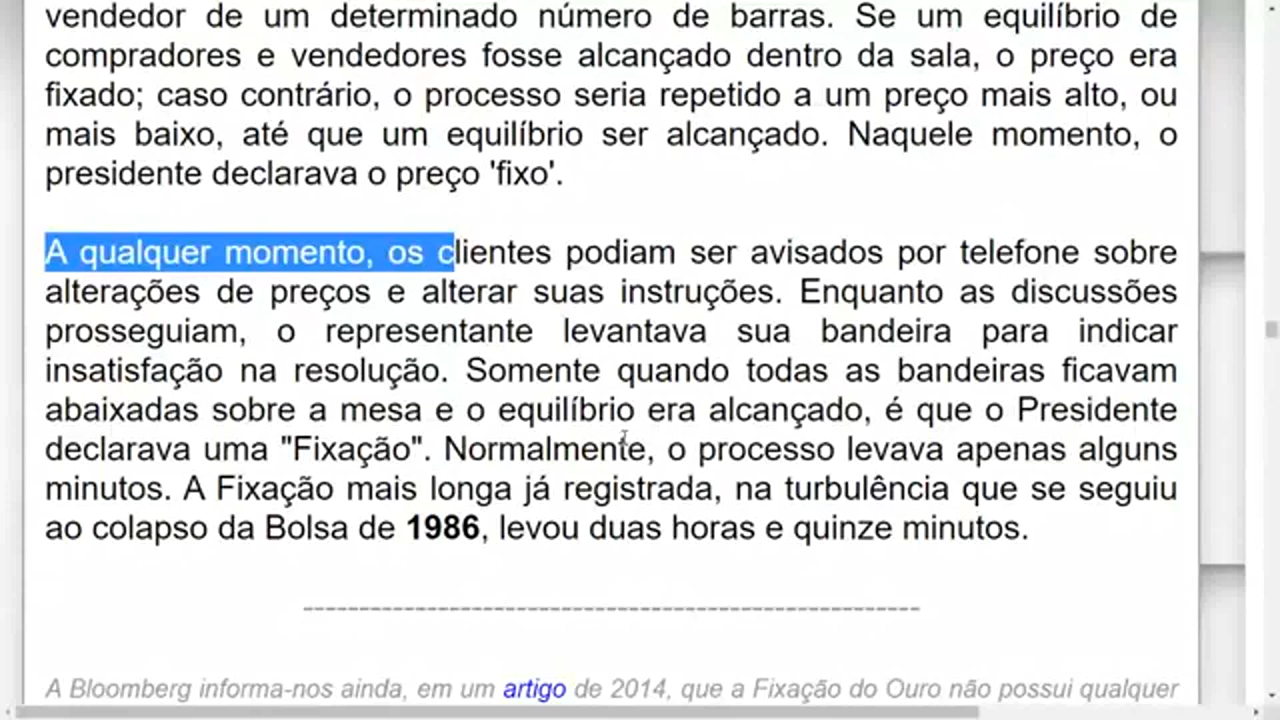 vendedor de um determinado número de barras. Se um equilíbrio de
compradores e vendedores fosse alcançado dentro da sala, o preço era
fixado; caso contrário, o processo seria repetido a um preço mais alto, ou
mais baixo, até que um equilíbrio ser alcançado. Naquele momento, o
presidente declarava o preço 'fixo'.
A qualquer momento, os clientes podiam ser avisados por telefone sobre
alterações de preços e alterar suas instruções. Enquanto as discussões
prosseguiam, o representante levantava sua bandeira para indicar
insatisfação na resolução. Somente quando todas as bandeiras ficavam
abaixadas sobre a mesa e o equilíbrio era alcançado, é que o Presidente
declarava uma "Fixação". Normalmente, o processo levava apenas alguns
minutos. A Fixação mais longa já registrada, na turbulência que se seguiu
ao colapso da Bolsa de 1986, levou duas horas e quinze minutos.
----------------------------------------------------
A Bloomberg informa-nos ainda, em um artigo de 2014, que a Fixação do Ouro não possui qualquer